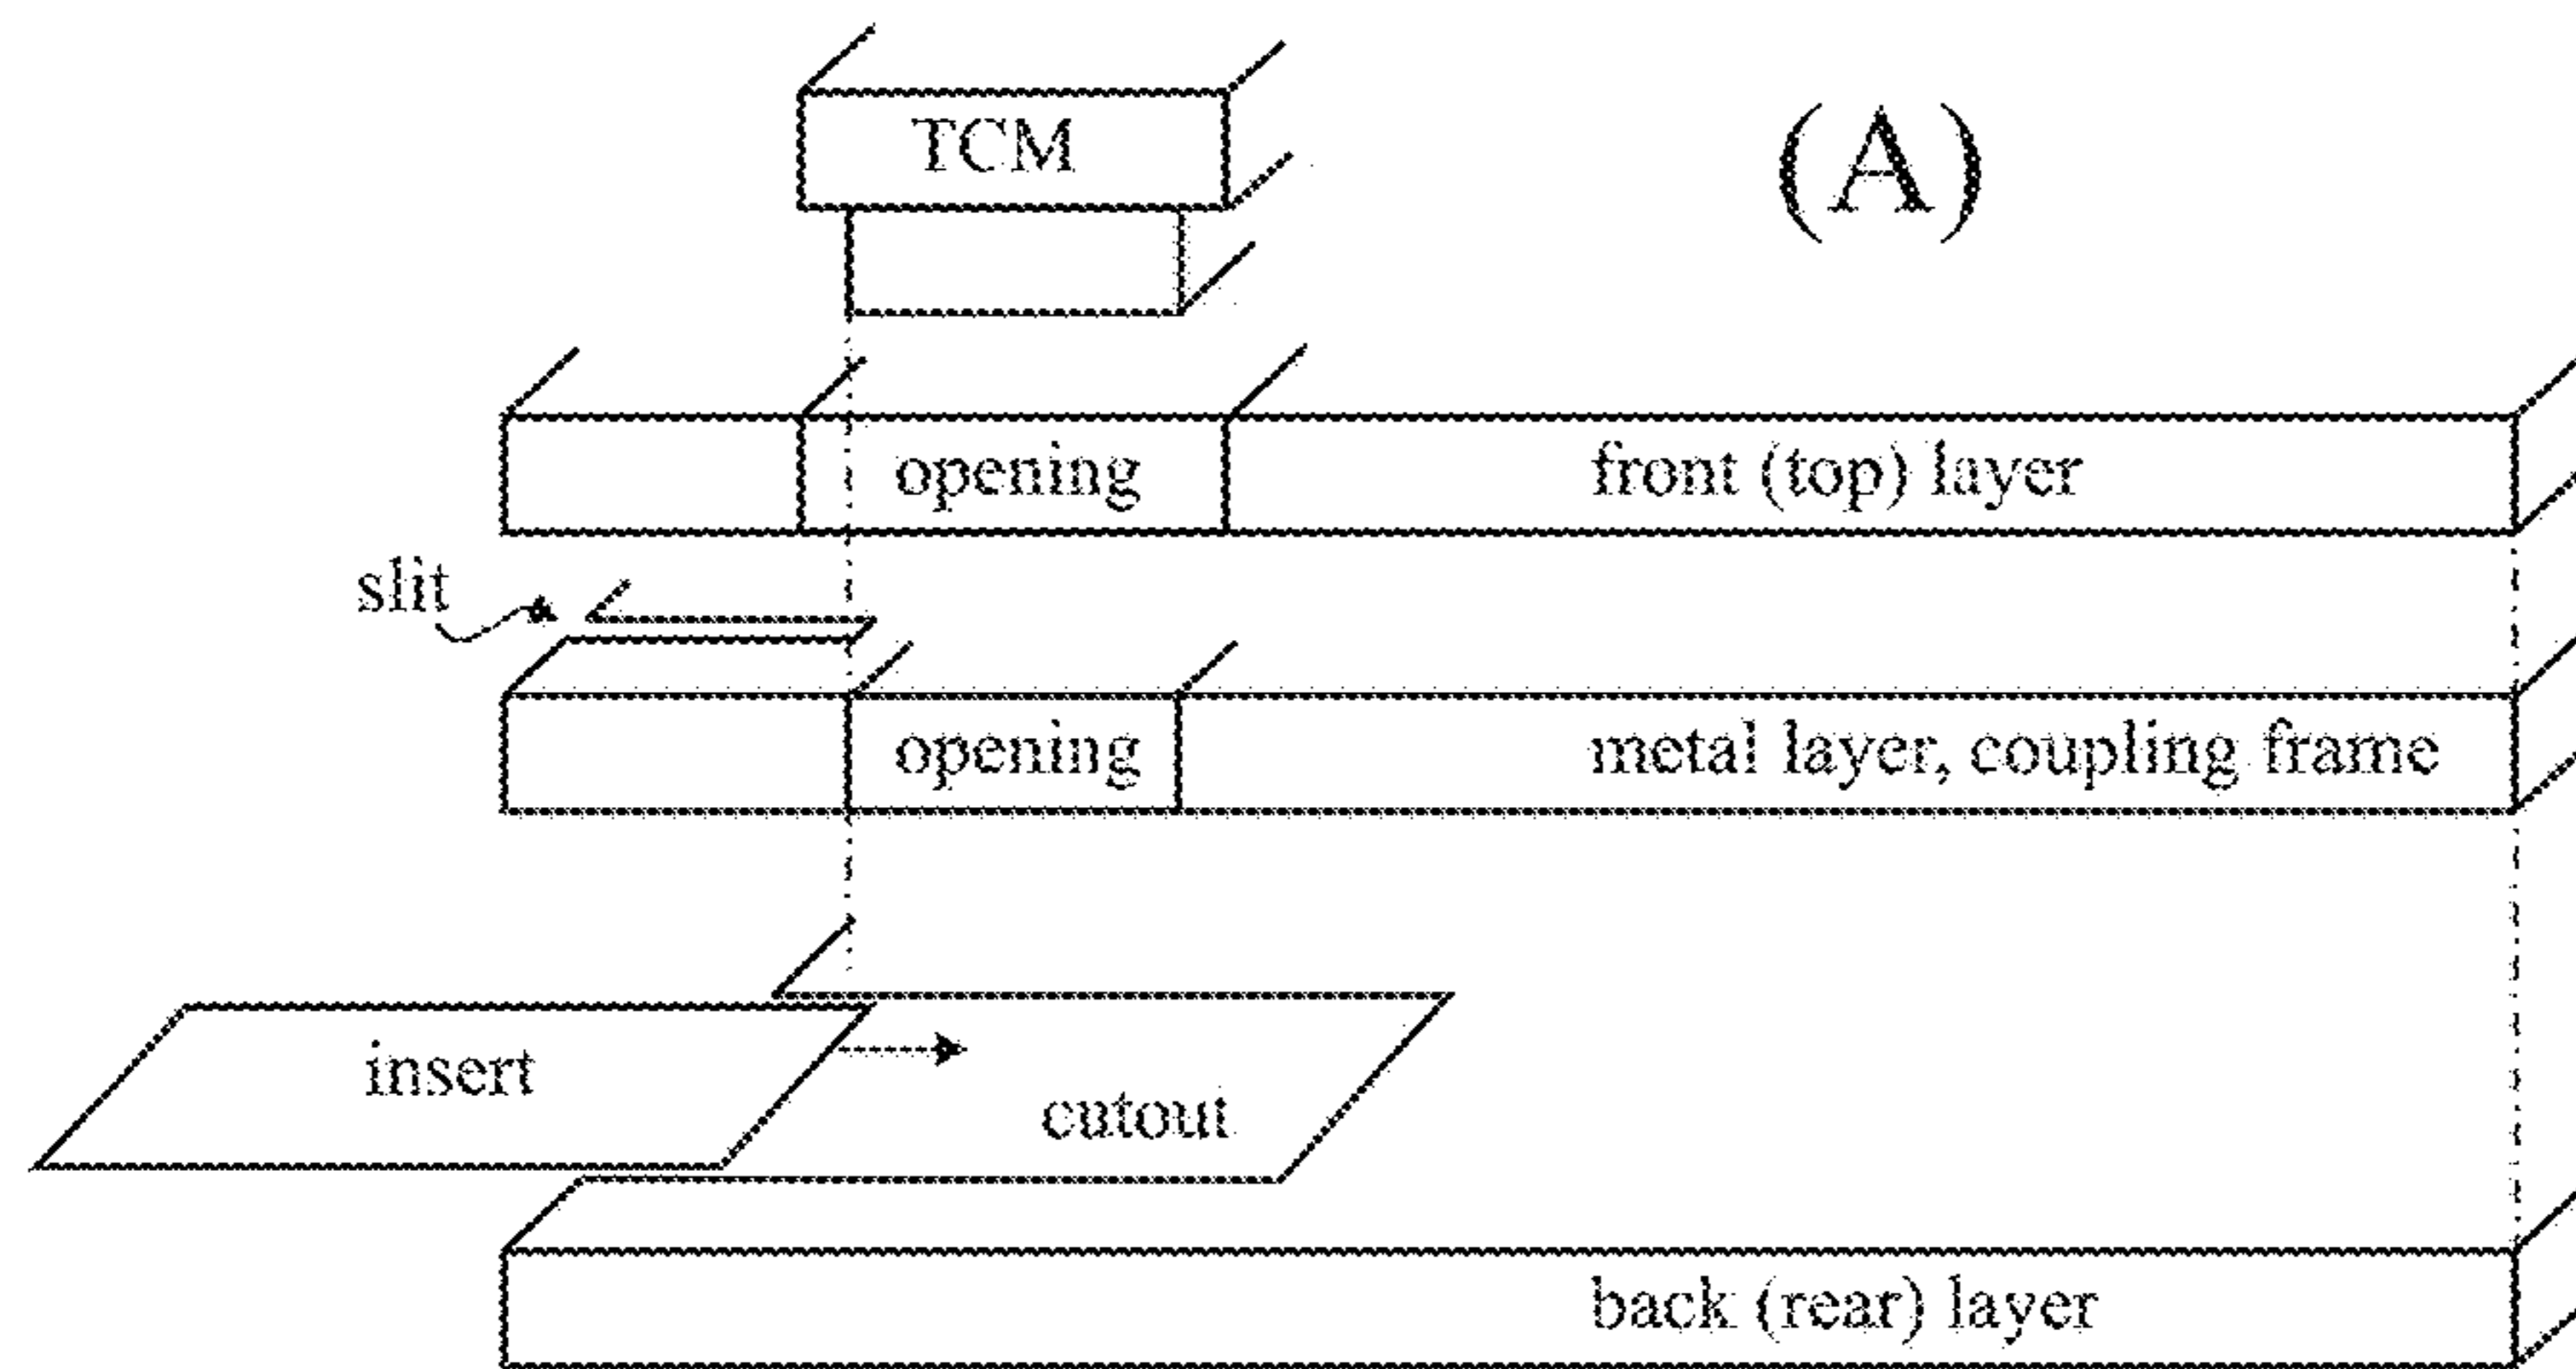 TCM
(A)
opening
front (top) layer
slit
opening
metal layer, coupling frame
insert
cutout
back (rear) layer